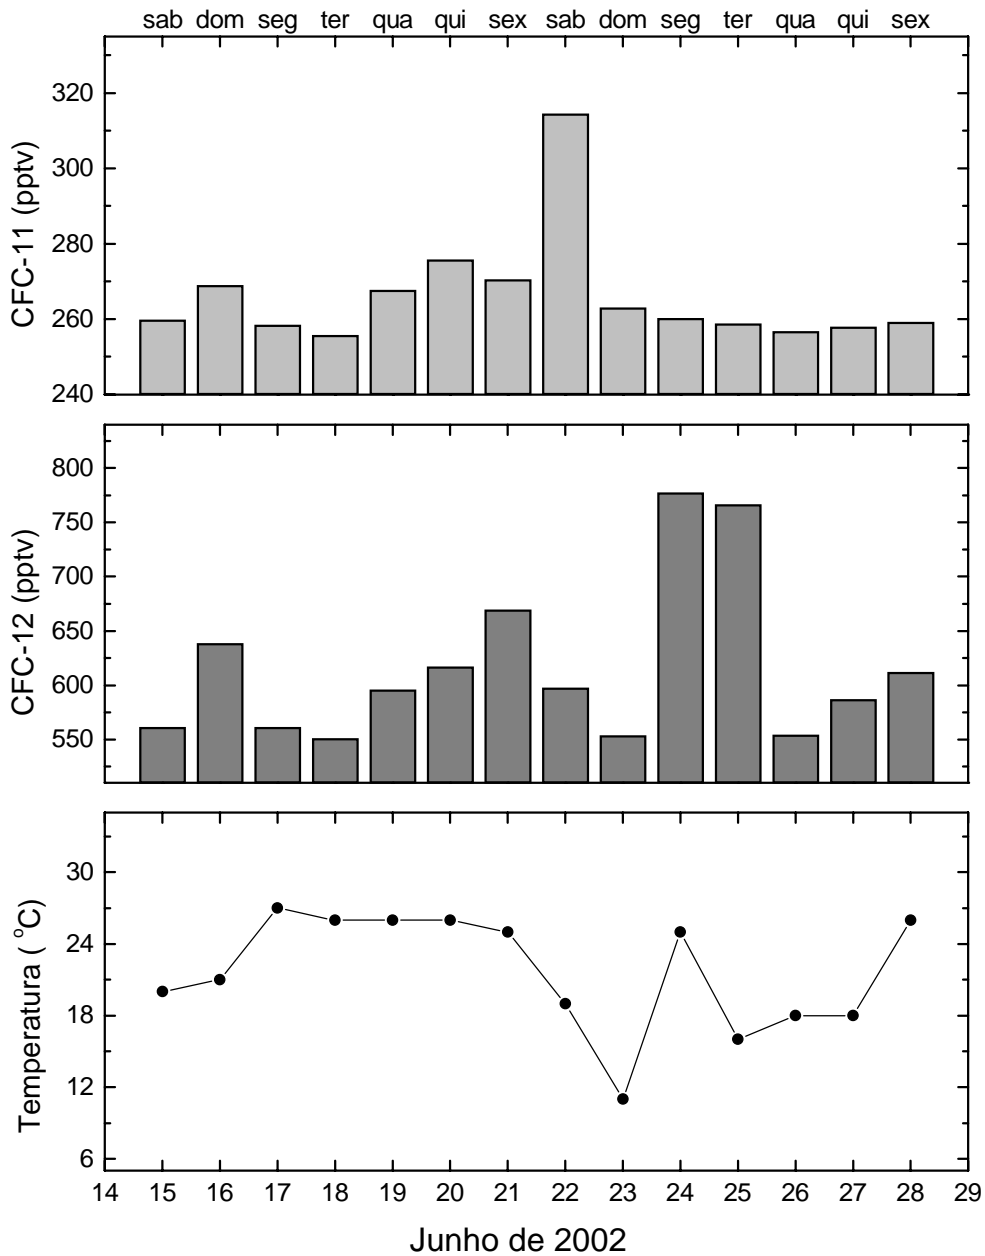 sab dom seg ter qua qui sex sab dom seg ter qua qui sex
CFC-11 (pptv)
320
300
280
260
240
CFC-12 (pptv)
800
750
700
650
600
550
Temperatura ( °C)
30
24
18
12
6
14 15 16 17 18 19 20 21 22 23 24 25 26 27 28 29
Junho de 2002